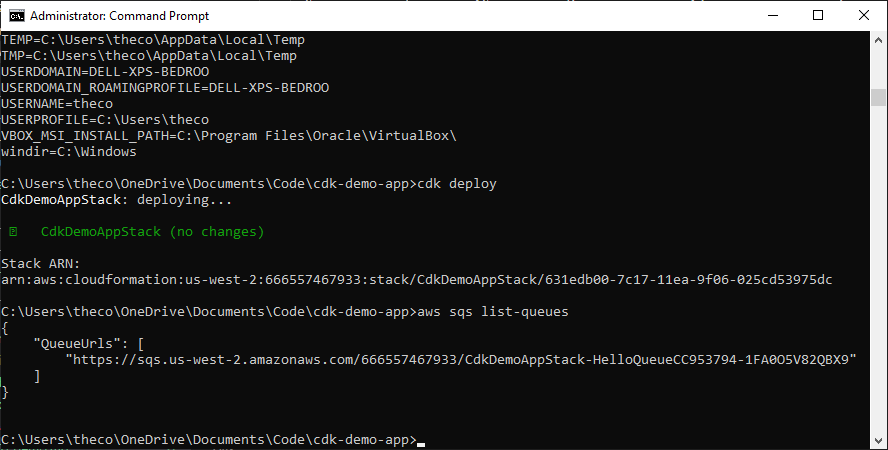 Administrator: Command Prompt
TEMP=C:\Users\theco\AppData\Local\Temp
TMP=C:\Users\theco\AppData\Local\Temp
USERDOMAIN=DELL-XPS-BEDROO
USERDOMAIN_ROAMINGPROFILE=DELL-XPS-BEDROO
USERNAME=theco
USERPROFILE=C:\Users\theco
VBOX_MSI_INSTALL_PATH=C:\Program Files\Oracle\VirtualBox\
windir=C:\Windows
C:\Users\theco\OneDrive\Documents\Code\cdk-demo-app>cdk deploy
CdkDemoAppStack: deploying...
CdkDemoAppStack (no changes)
Stack ARN:
arn:aws:cloudformation:us-west-2:666557467933:stack/CdkDemoAppStack/631edb00-7c17-11ea-9f06-025cd53975dc
C:\Users\theco\OneDrive\Documents\Code\cdk-demo-app>aws sqs list-queues
{
    "QueueUrls": [
        "https://sqs.us-west-2.amazonaws.com/666557467933/CdkDemoAppStack-HelloQueueCC953794-1FA0O5V82QBX9"
    ]
}
C:\Users\theco\OneDrive\Documents\Code\cdk-demo-app>